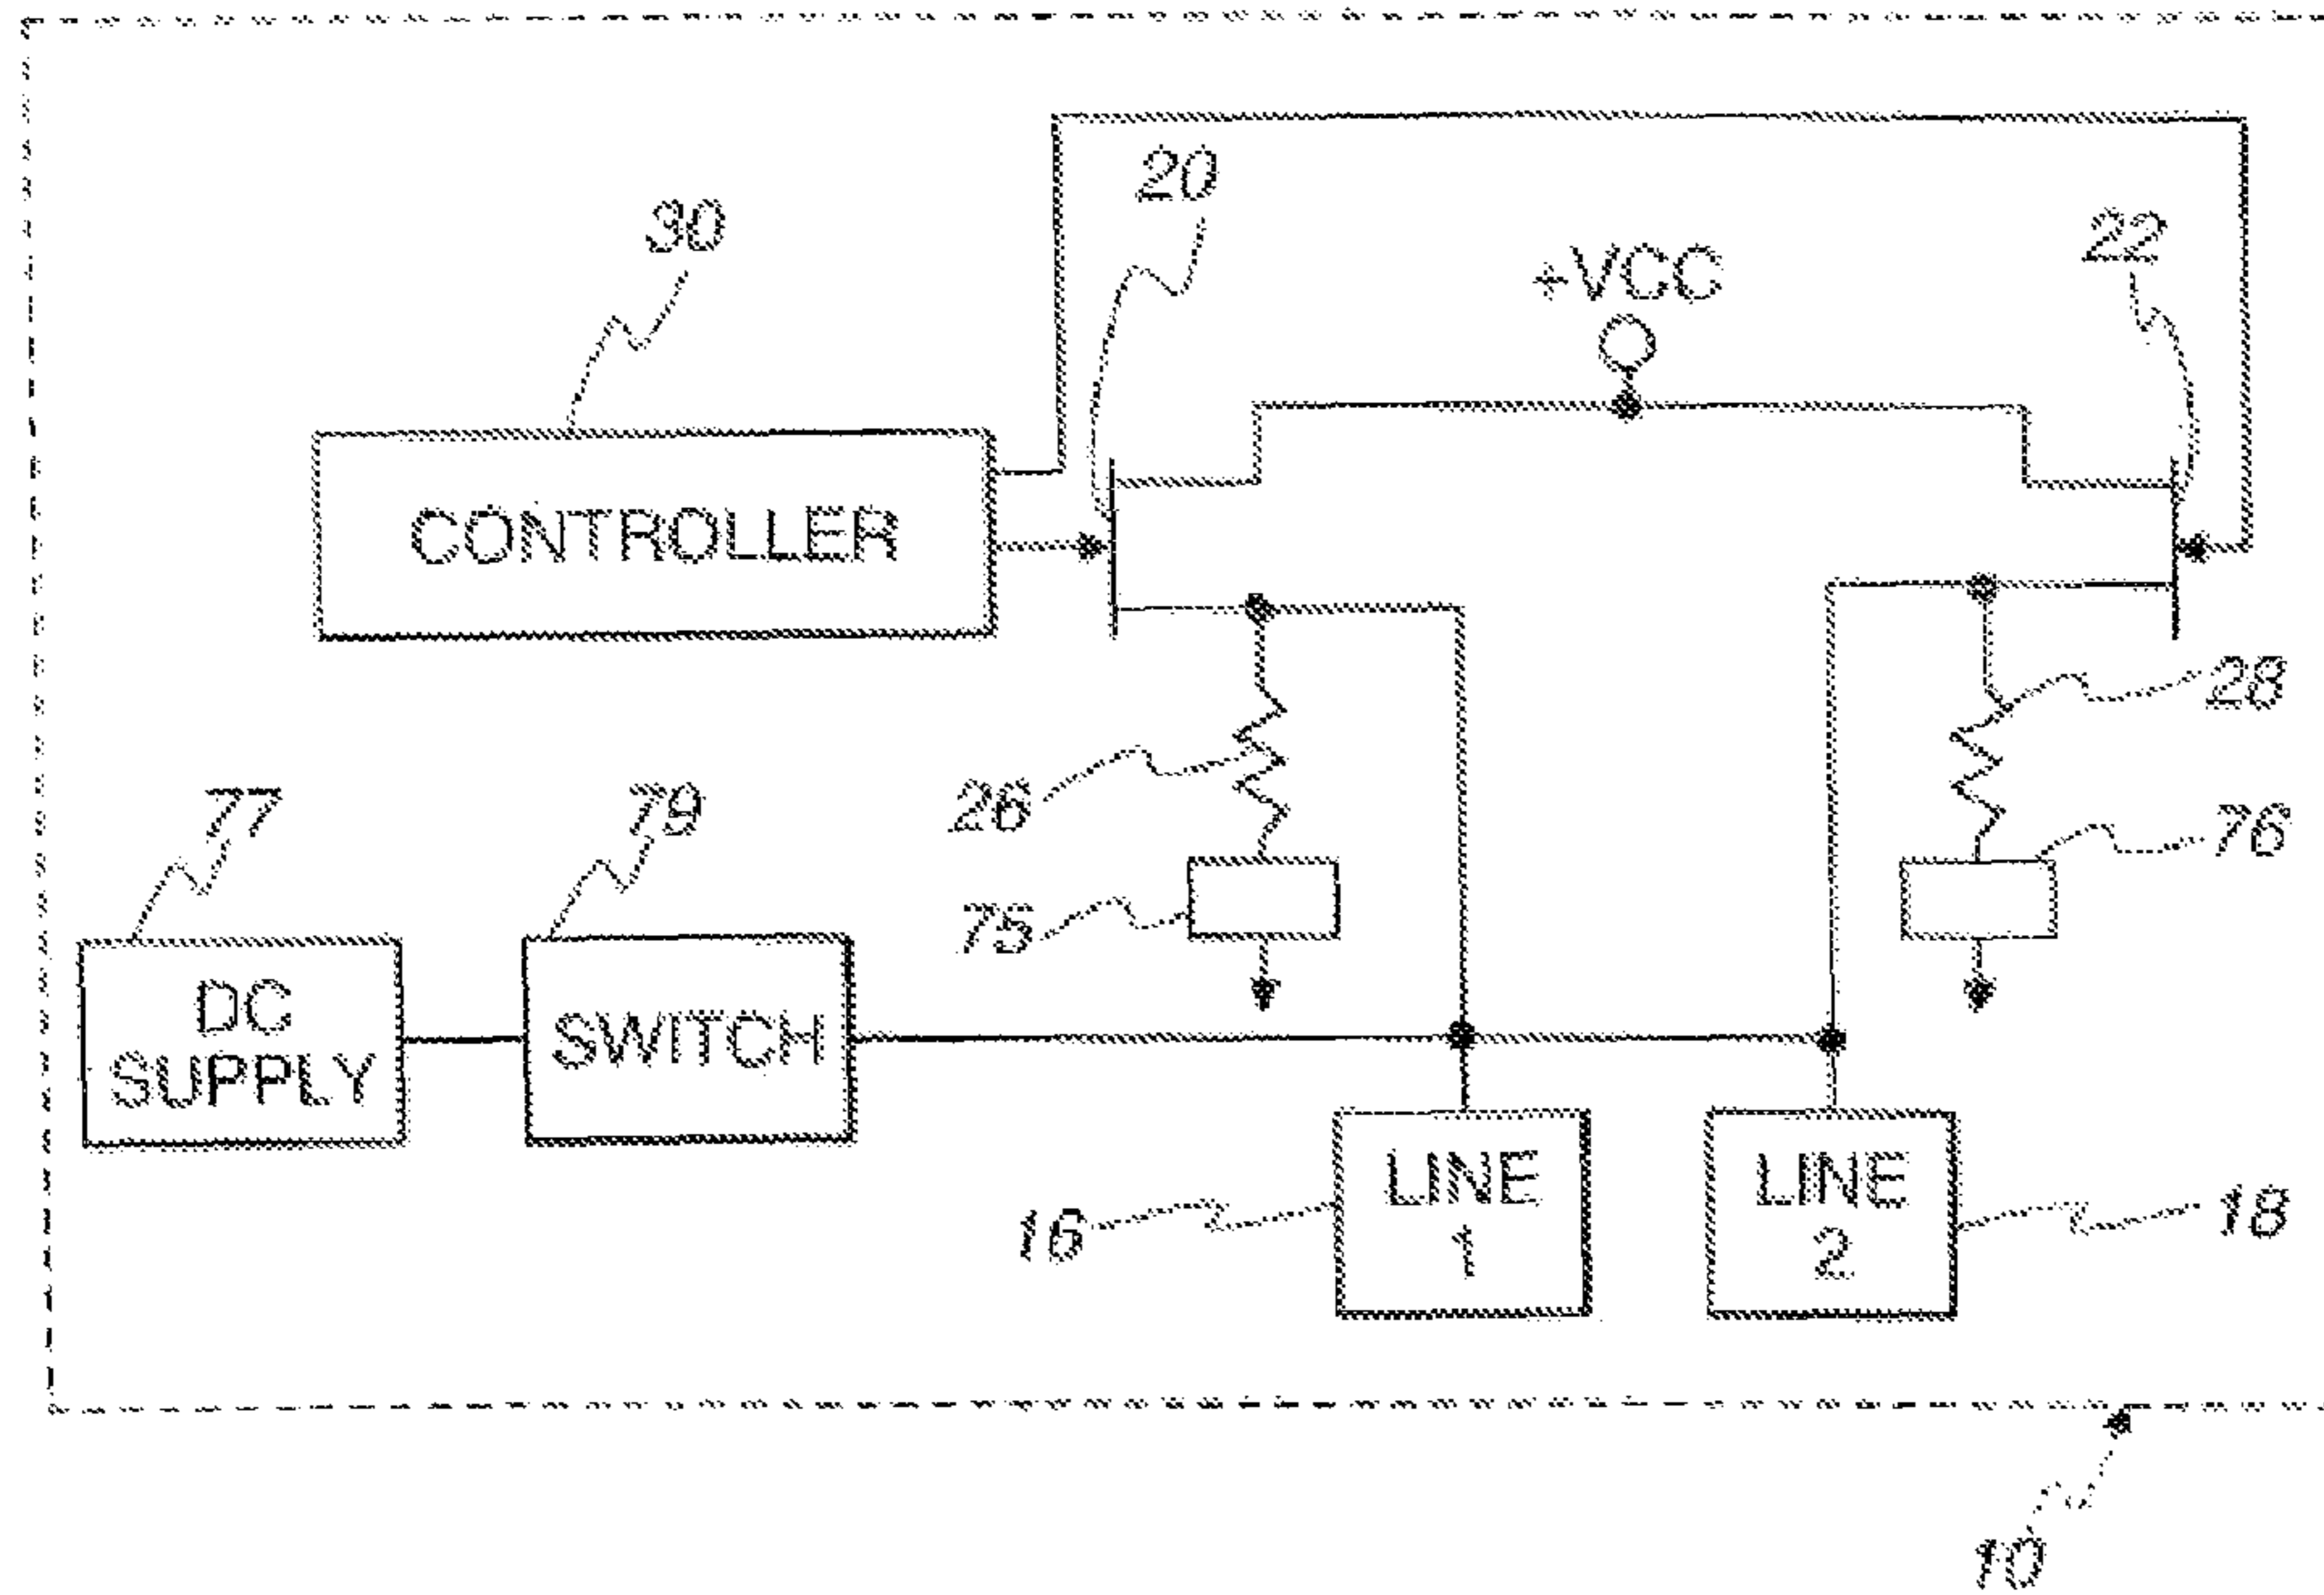 20
30
22
+VCC
CONTROLLER
28
26
77
79
76
75
DC
SUPPLY
SWITCH
LINE
1
LINE
2
16
18
10